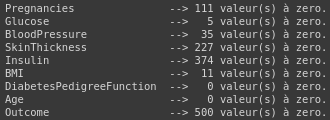 Pregnancies --> 111 valeur(s) à zero.
Glucose --> 5 valeur(s) à zero.
BloodPressure --> 35 valeur(s) à zero.
SkinThickness --> 227 valeur(s) à zero.
Insulin --> 374 valeur(s) à zero.
BMI --> 11 valeur(s) à zero.
DiabetesPedigreeFunction --> 0 valeur(s) à zero.
Age --> 0 valeur(s) à zero.
Outcome --> 500 valeur(s) à zero.